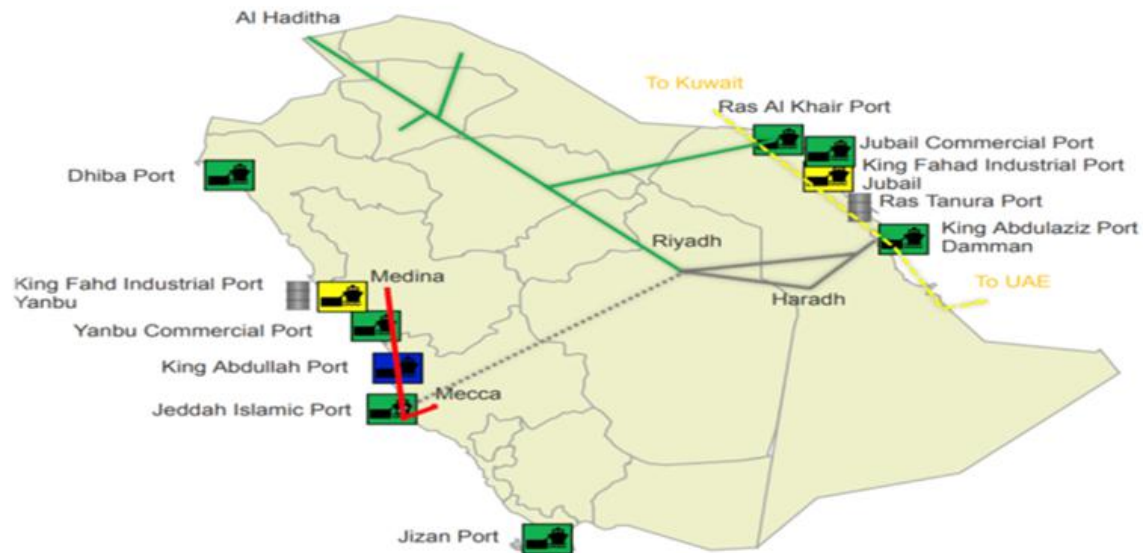 Al Haditha
To Kuwait
Ras Al Khair Port
Jubail Commercial Port
King Fahad Industrial Port
Jubail
Ras Tanura Port
King Abdulaziz Port
Damman
Dhiba Port
Riyadh
Haradh
To UAE
King Fahd Industrial Port
Yanbu
Medina
Yanbu Commercial Port
King Abdullah Port
Mecca
Jeddah Islamic Port
Jizan Port